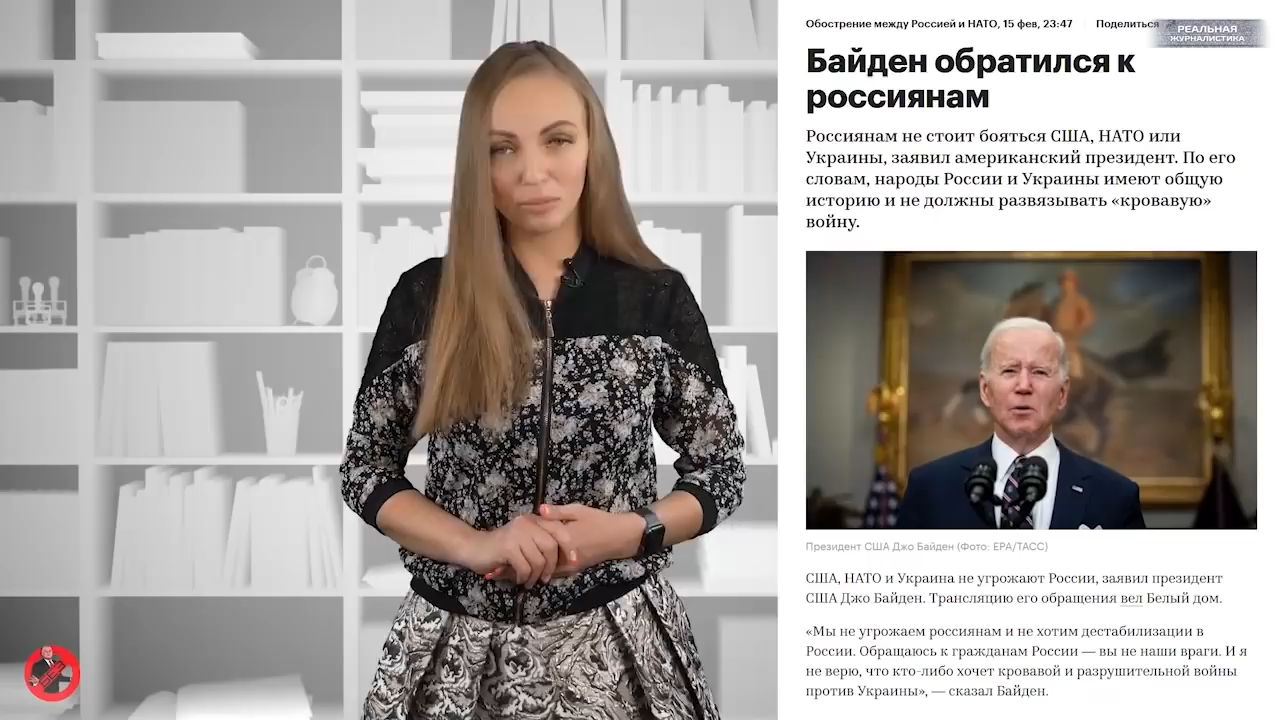 Обострение между Россией и НАТО, 15 фев, 23:47 Поделиться
РЕАЛЬНАЯ
ЖУРНАЛИСТИКА
Байден обратился к
россиянам
Россиянам не стоит бояться США, НАТО или
Украины, заявил американский президент. По его
словам, народы России и Украины имеют общую
историю и не должны развязывать «кровавую»
войну.
Президент США Джо Байден (Фото: EPA/ТАСС)
США, НАТО и Украина не угрожают России, заявил президент
США Джо Байден. Трансляцию его обращения вел Белый дом.
«Мы не угрожаем россиянам и не хотим дестабилизации в
России. Обращаюсь к гражданам России — вы не наши враги. И я
не верю, что кто-либо хочет кровавой и разрушительной войны
против Украины», — сказал Байден.